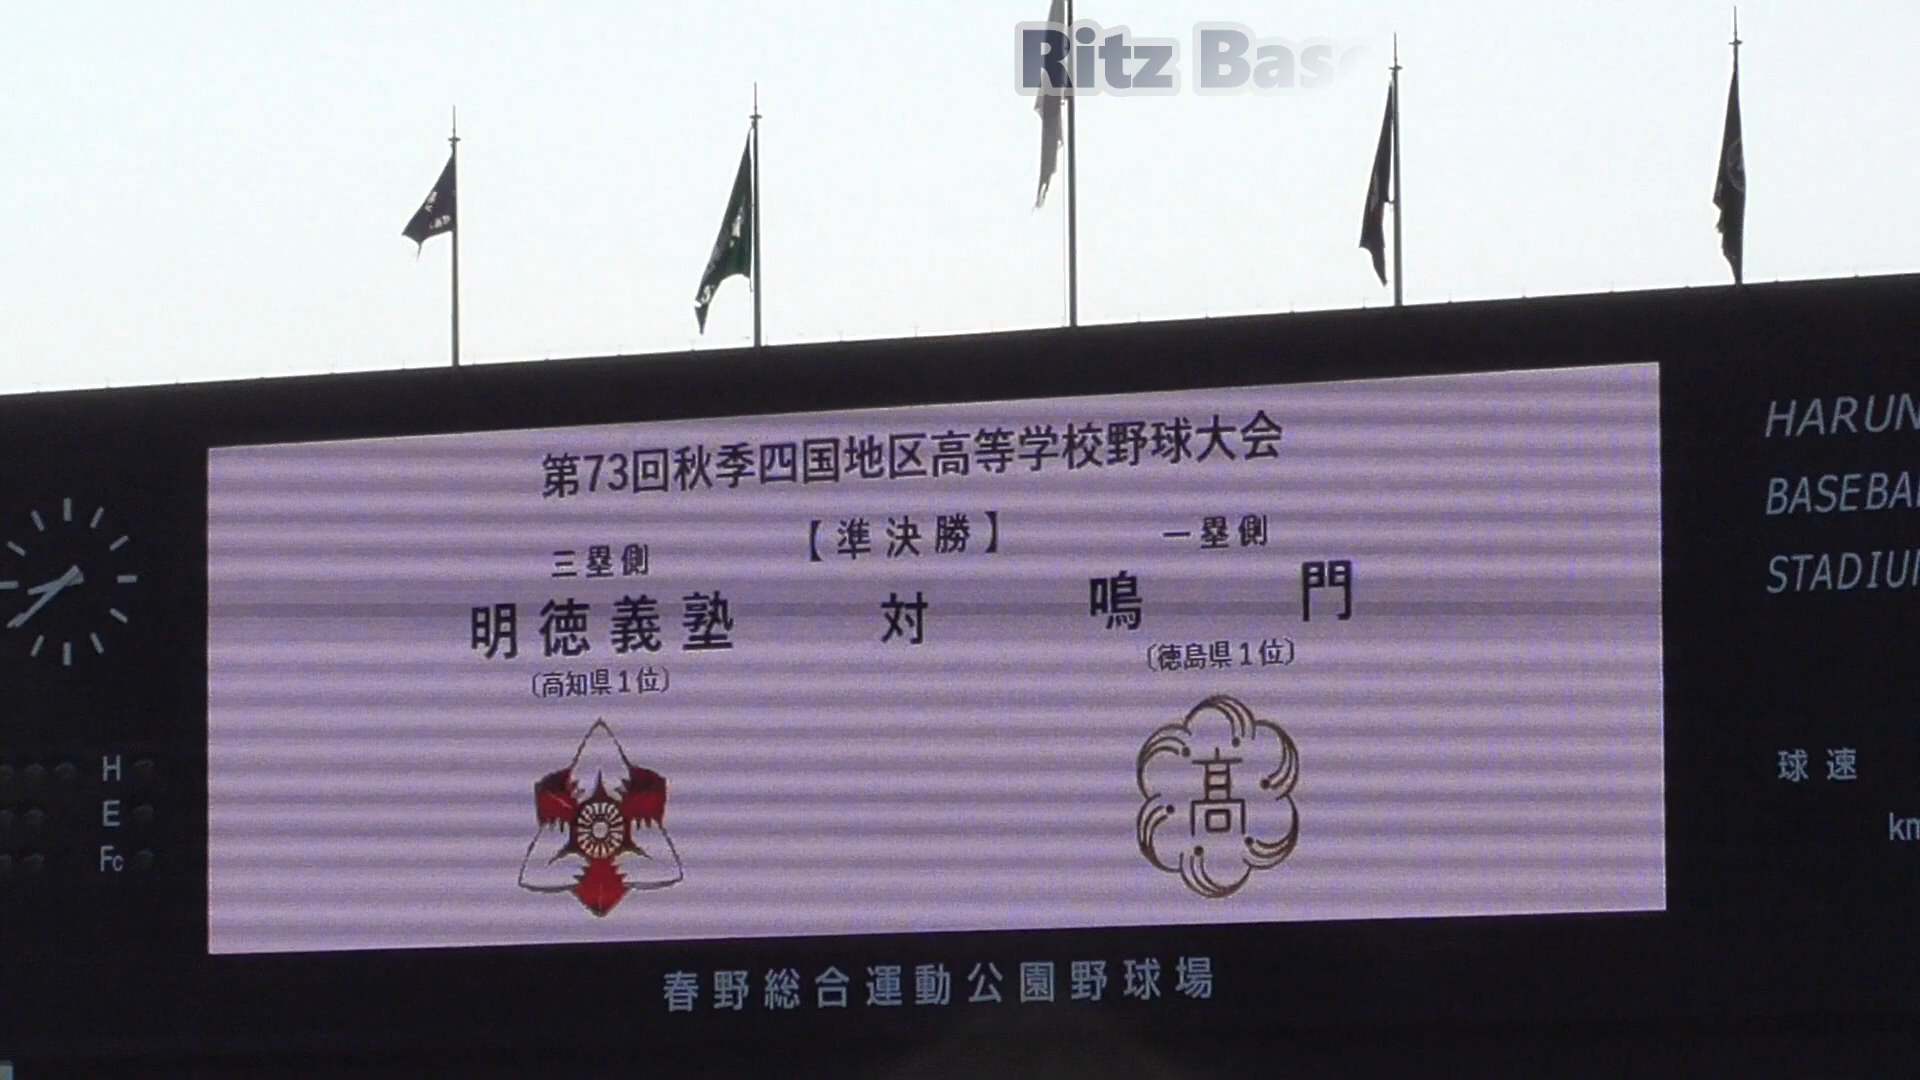 Ritz Bas
第73回秋季四国地区高等学校野球大会
【準決勝】
三塁側
一塁側
明徳義塾 対 鳴門
〔高知県1位〕
〔徳島県1位〕
高
HARUN
BASEBA
STADIU
H
E
Fc
球速
km
春野総合運動公園野球場